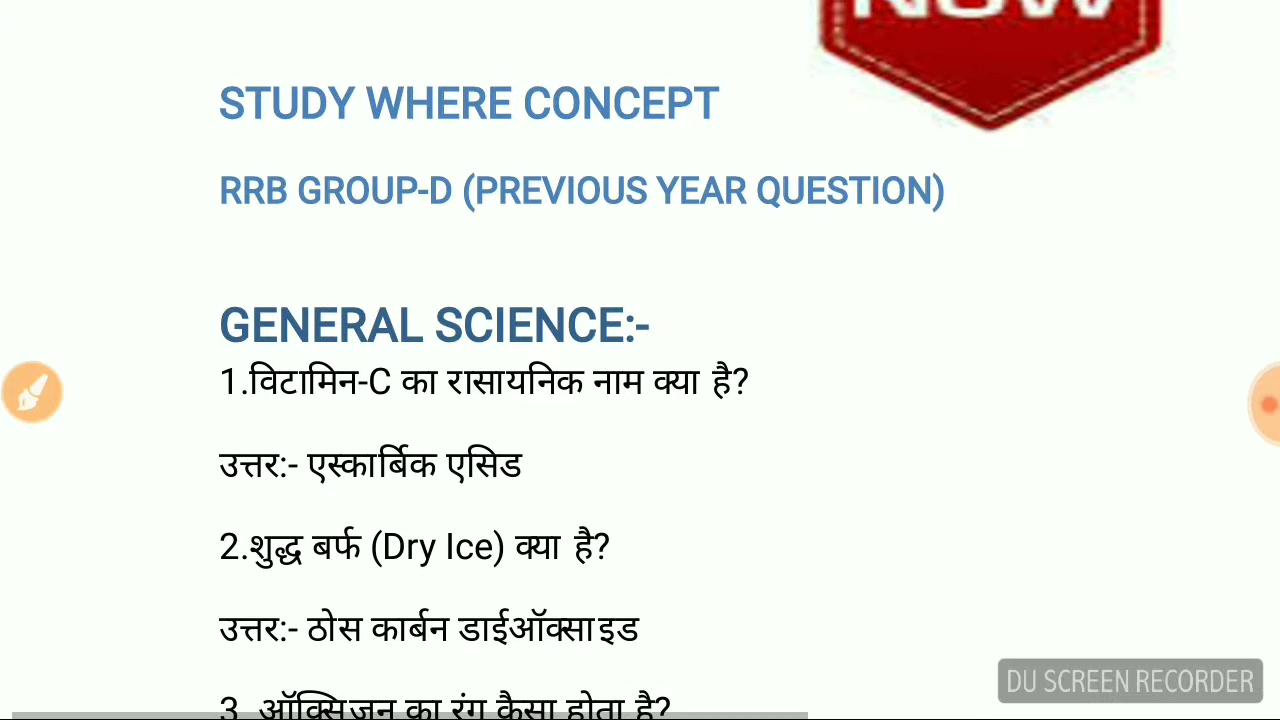 NOW
STUDY WHERE CONCEPT
RRB GROUP-D (PREVIOUS YEAR QUESTION)
GENERAL SCIENCE:-
1.विटामिन-C का रासायनिक नाम क्या है?
उत्तर:- एस्कार्बिक एसिड
2.शुद्ध बर्फ (Dry Ice) क्या है?
उत्तर:- ठोस कार्बन डाईऑक्साइड
3. ऑक्सिजन का रंग कैसा होता है?
DU SCREEN RECORDER